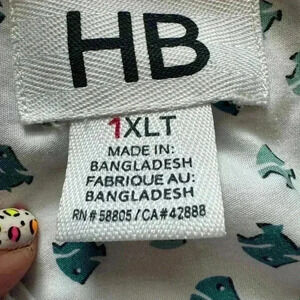 HB
1XLT
MADE IN:
BANGLADESH
FABRIQUE AU:
BANGLADESH
RN # 58805 / CA# 42888